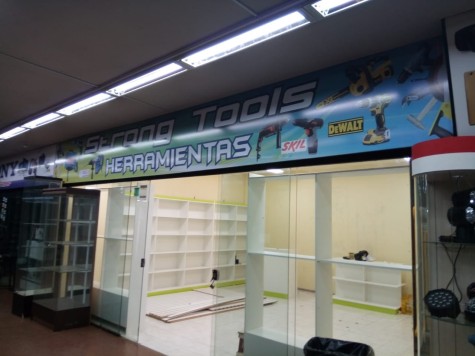 Strong Tools
HERRAMIENTAS
SKIL
DEWALT